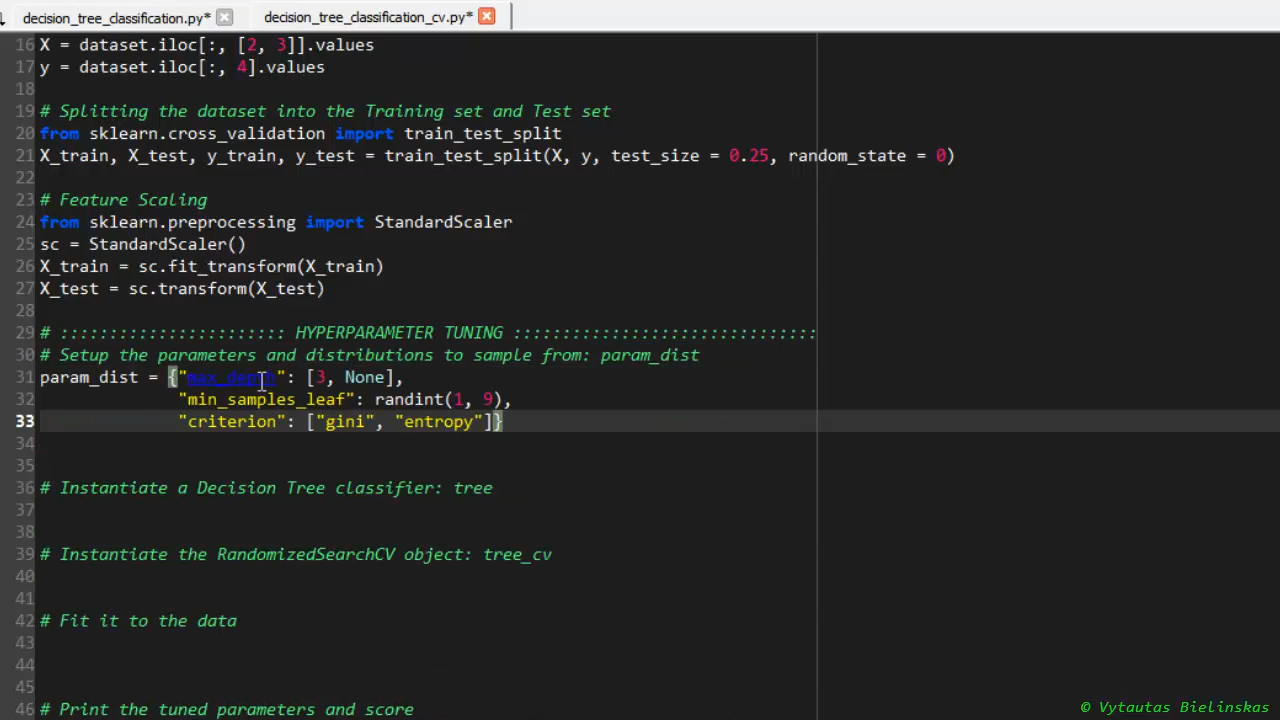 decision_tree_classification.py* decision_tree_classification_cv.py*
16 X = dataset.iloc[:, [2, 3]].values
17 y = dataset.iloc[:, 4].values
18
19 # Splitting the dataset into the Training set and Test set
20 from sklearn.cross_validation import train_test_split
21 X_train, X_test, y_train, y_test = train_test_split(X, y, test_size = 0.25, random_state = 0)
22
23 # Feature Scaling
24 from sklearn.preprocessing import StandardScaler
25 sc = StandardScaler()
26 X_train = sc.fit_transform(X_train)
27 X_test = sc.transform(X_test)
28
29 # ::::::::::::::::::::::: HYPERPARAMETER TUNING :::::::::::::::::::::::::::::::
30 # Setup the parameters and distributions to sample from: param_dist
31 param_dist = {"max_depth": [3, None],
32 "min_samples_leaf": randint(1, 9),
33 "criterion": ["gini", "entropy"]}
34
35
36 # Instantiate a Decision Tree classifier: tree
37
38
39 # Instantiate the RandomizedSearchCV object: tree_cv
40
41
42 # Fit it to the data
43
44
45
46 # Print the tuned parameters and score
© Vytautas Bielinskas